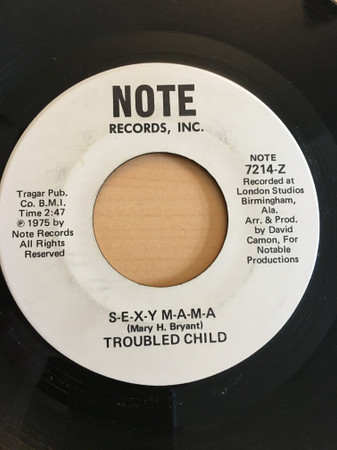 NOTE
RECORDS, INC.
Tragar Pub.
Co. B.M.I.
Time 2:47
℗ 1975 by
Note Records
All Rights
Reserved
NOTE
7214-Z
Recorded at
London Studios
Birmingham,
Ala.
Arr. & Prod.
by David
Camon, For
Notable
Productions
S-E-X-Y M-A-M-A
(Mary H. Bryant)
TROUBLED CHILD